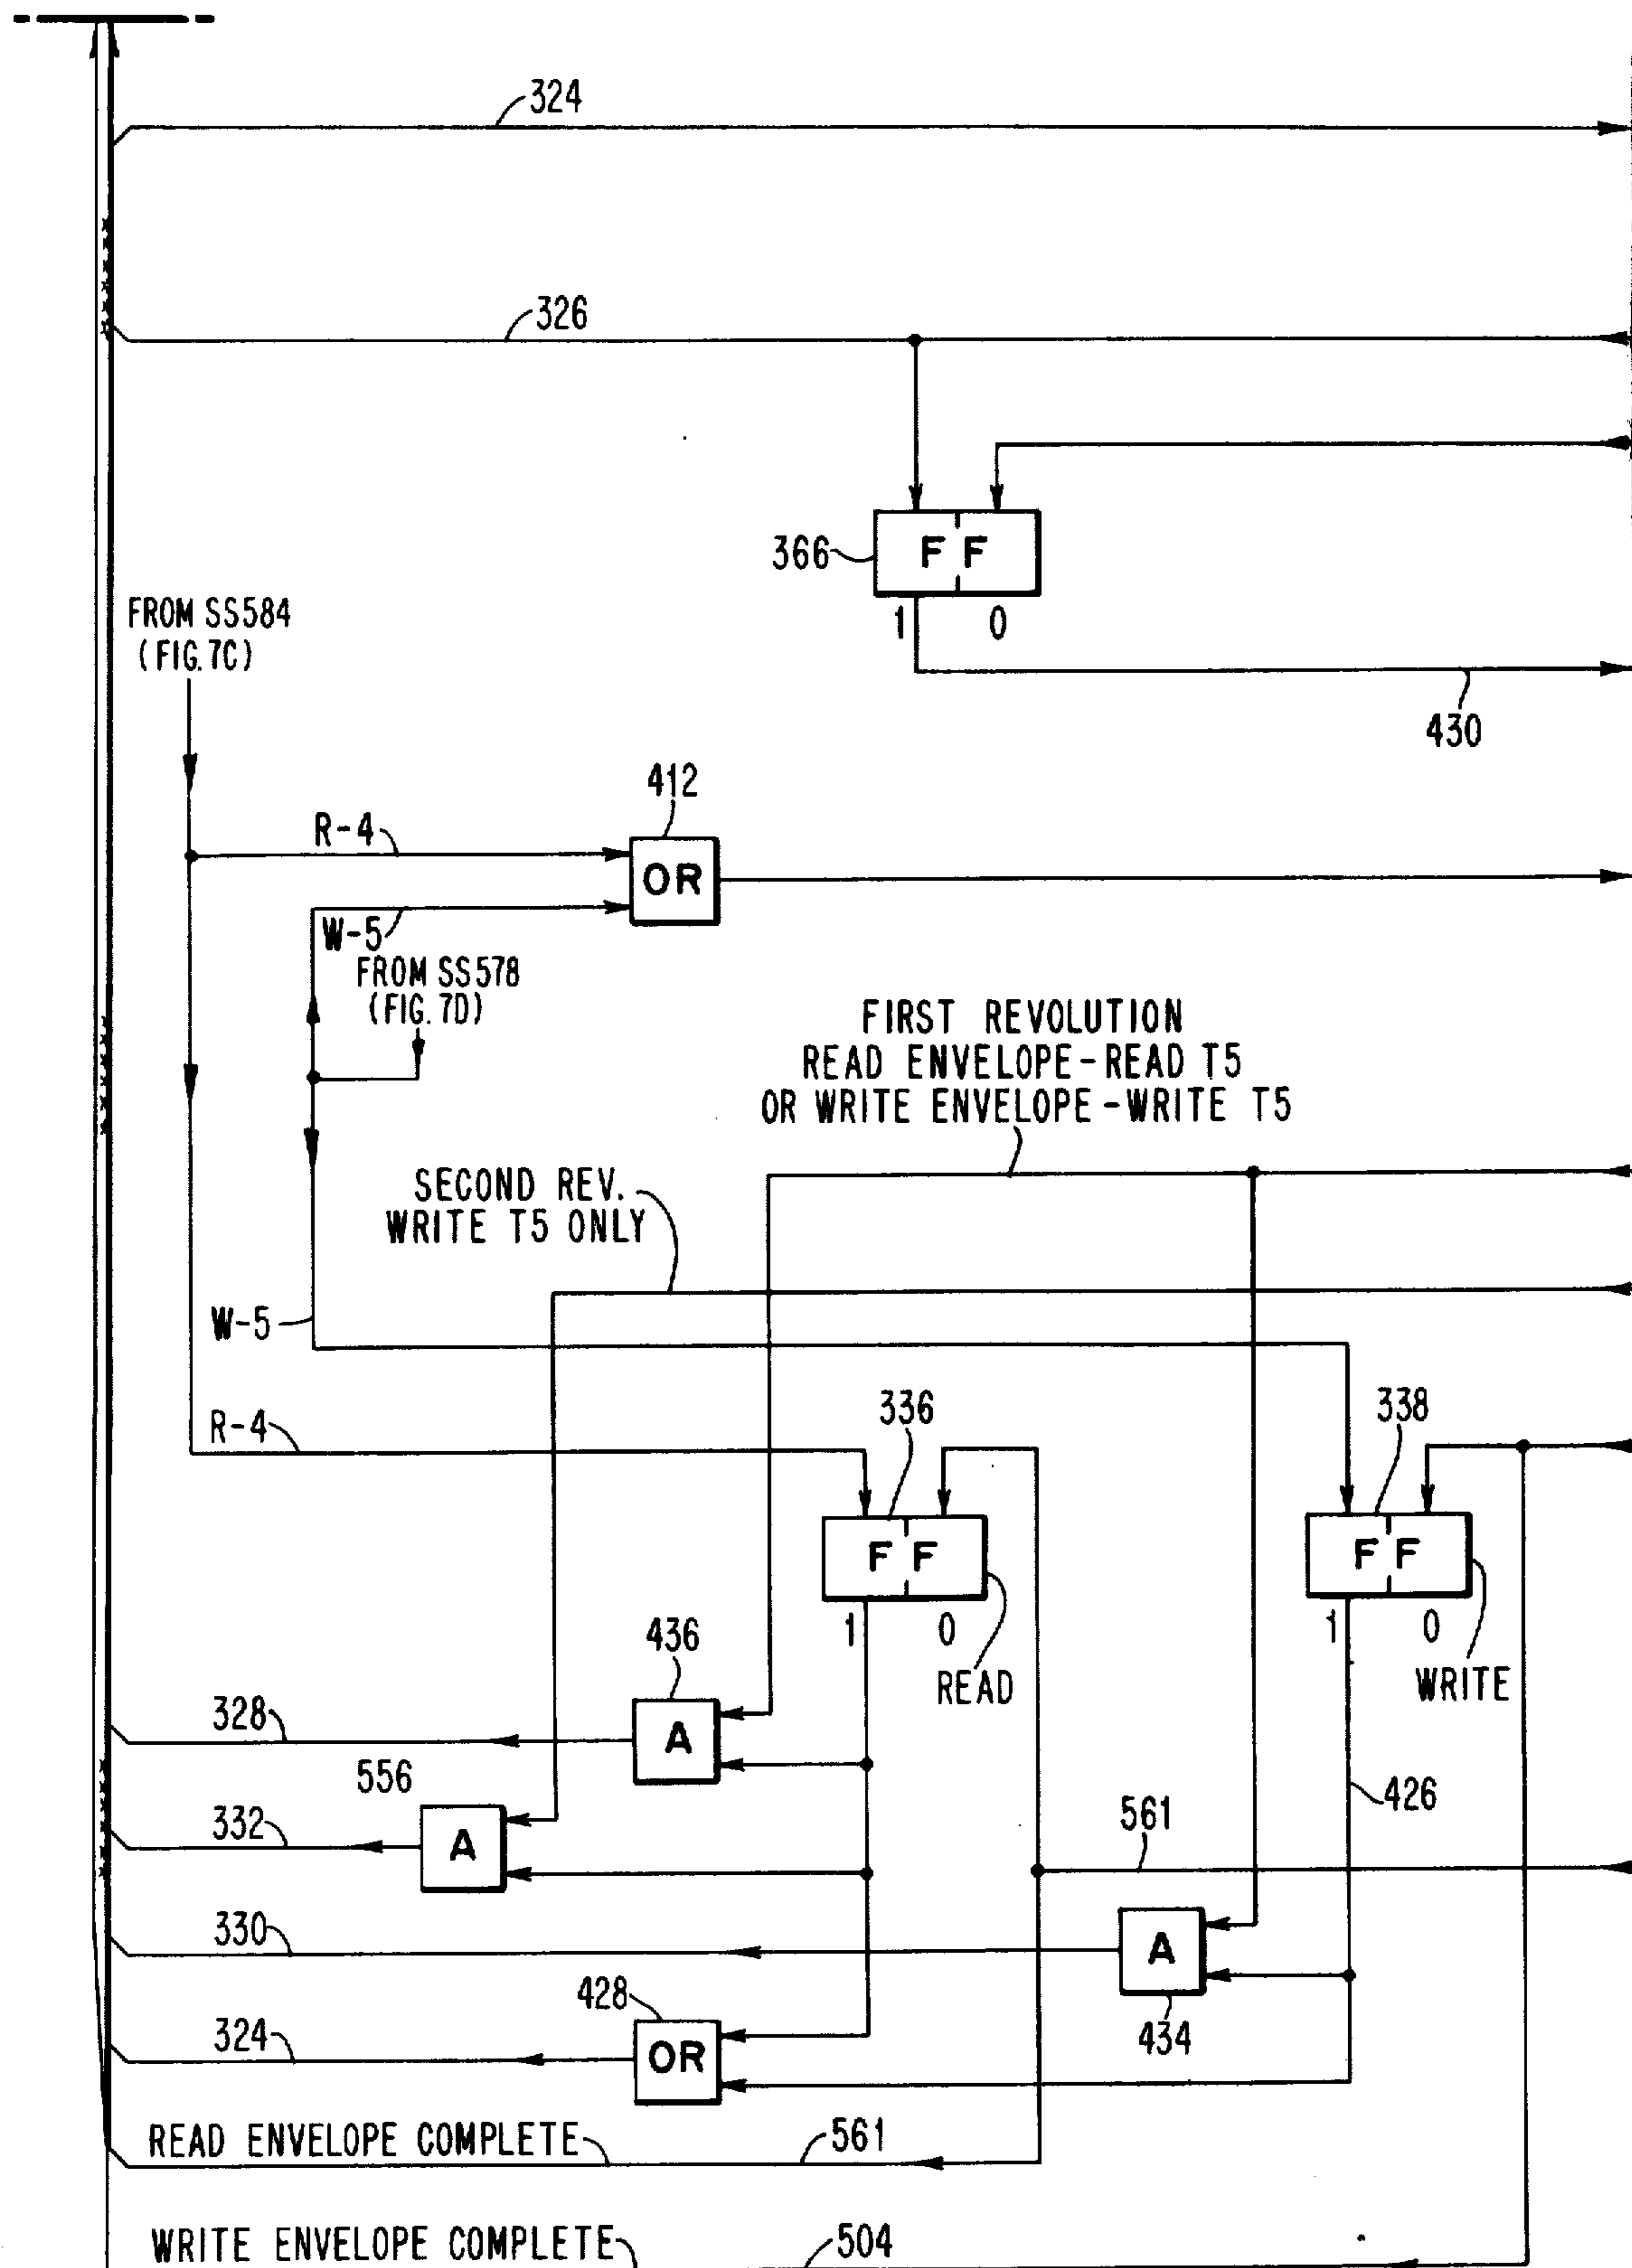 324
326
366
F F
1 0
430
FROM SS584
(FIG. 7C)
412
R-4
OR
W-5
FROM SS578
(FIG. 7D)
FIRST REVOLUTION
READ ENVELOPE-READ T5
OR WRITE ENVELOPE-WRITE T5
SECOND REV.
WRITE T5 ONLY
W-5
R-4
336
338
F F
F F
1 0
1 0
READ
WRITE
436
A
328
556
332
A
426
561
330
A
434
428
324
OR
READ ENVELOPE COMPLETE
561
WRITE ENVELOPE COMPLETE
504